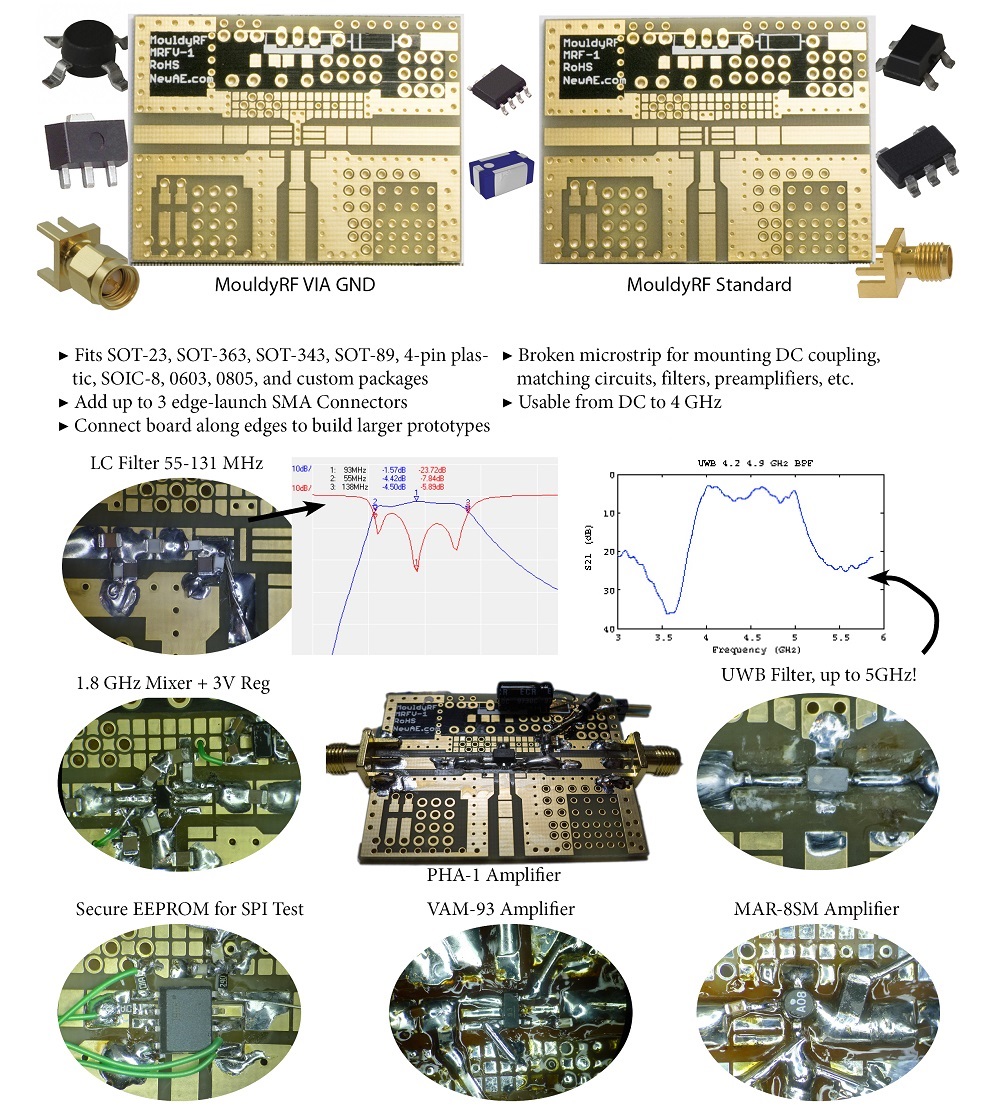 MouldyRF
MRFV-1
RoHS
NewAE.com
MouldyRF
MRF-1
RoHS
NewAE.com
MouldyRF VIA GND
MouldyRF Standard
▶ Fits SOT-23, SOT-363, SOT-343, SOT-89, 4-pin plas-
tic, SOIC-8, 0603, 0805, and custom packages
▶ Add up to 3 edge-launch SMA Connectors
▶ Connect board along edges to build larger prototypes
▶ Broken microstrip for mounting DC coupling,
matching circuits, filters, preamplifiers, etc.
▶ Usable from DC to 4 GHz
LC Filter 55-131 MHz
10dB/
10dB/
1: 93MHz -1.57dB -23.72dB
2: 55MHz -4.42dB -7.84dB
3: 138MHz -4.50dB -5.89dB
2
1
3
UWB 4.2 4.9 GHz BPF
S21 (dB)
0
10
20
30
40
3 3.5 4 4.5 5 5.5 6
Frequency (GHz)
1.8 GHz Mixer + 3V Reg
UWB Filter, up to 5GHz!
MouldyRF
MRFV-1
RoHS
NewAE.co
PHA-1 Amplifier
Secure EEPROM for SPI Test
VAM-93 Amplifier
MAR-8SM Amplifier
A08